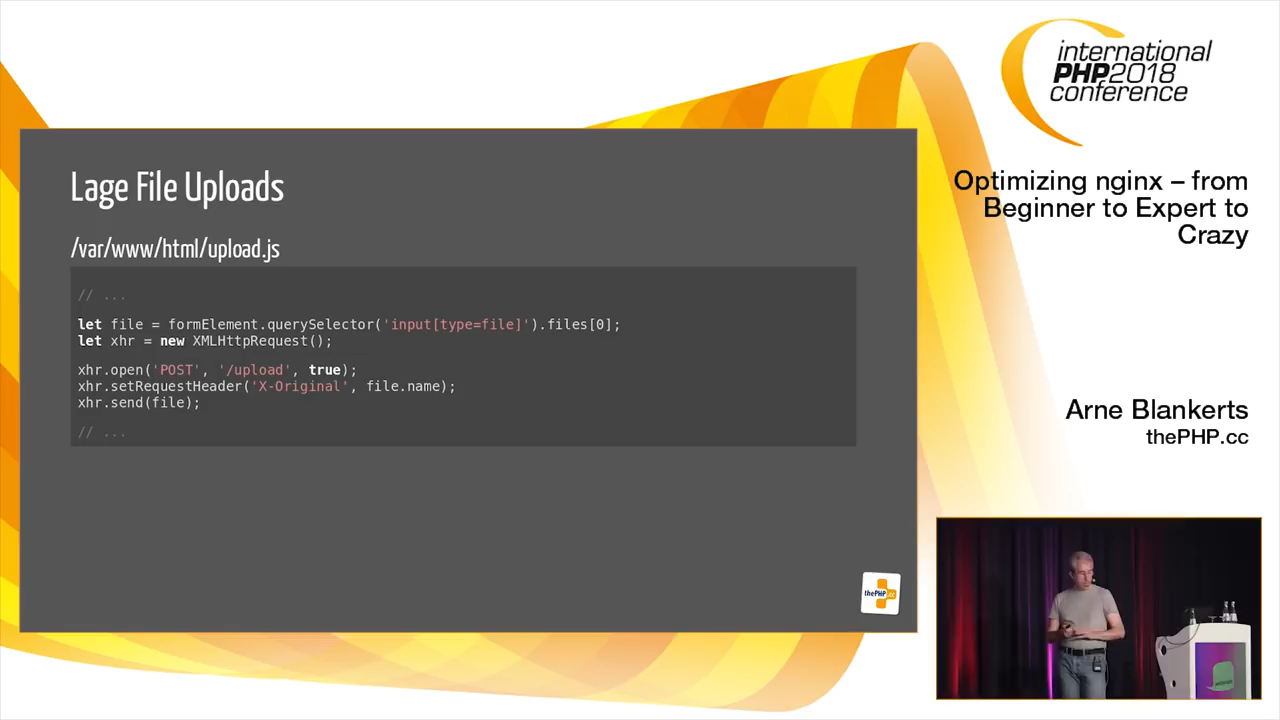 international
PHP2018
conference
Optimizing nginx – from
Beginner to Expert to
Crazy
Lage File Uploads
/var/www/html/upload.js
// ...
let file = formElement.querySelector('input[type=file]').files[0];
let xhr = new XMLHttpRequest();
xhr.open('POST', '/upload', true);
xhr.setRequestHeader('X-Original', file.name);
xhr.send(file);
// ...
Arne Blankerts
thePHP.cc
thePHP.cc